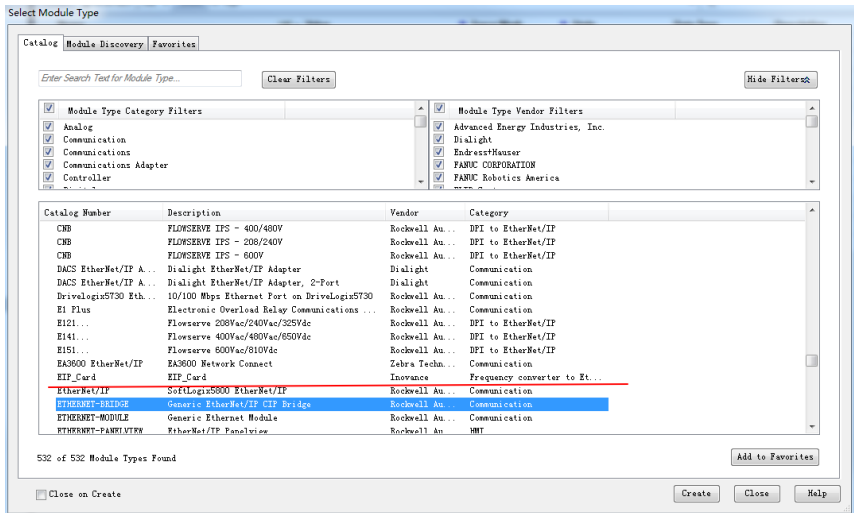 Select Module Type
Catalog Module Discovery Favorites
Enter Search Text for Module Type... Clear Filters Hide Filters
Module Type Category Filters
Analog
Communication
Communications
Communications Adapter
Controller
Module Type Vendor Filters
Advanced Energy Industries, Inc.
Dialight
Endress+Hauser
FANUC CORPORATION
FANUC Robotics America
Catalog Number Description Vendor Category
CNB FLOWSERVE IPS - 400/480V Rockwell Au... DPI to EtherNet/IP
CNB FLOWSERVE IPS - 208/240V Rockwell Au... DPI to EtherNet/IP
CNB FLOWSERVE IPS - 600V Rockwell Au... DPI to EtherNet/IP
DACS EtherNet/IP A... Dialight EtherNet/IP Adapter Dialight Communication
DACS EtherNet/IP A... Dialight EtherNet/IP Adapter, 2-Port Dialight Communication
Drivelogix5730 Eth... 10/100 Mbps Ethernet Port on DriveLogix5730 Rockwell Au... Communication
E1 Plus Electronic Overload Relay Communications ... Rockwell Au... Communication
E121... Flowserve 208Vac/240Vac/325Vdc Rockwell Au... DPI to EtherNet/IP
E141... Flowserve 400Vac/480Vac/650Vdc Rockwell Au... DPI to EtherNet/IP
E151... Flowserve 600Vac/810Vdc Rockwell Au... DPI to EtherNet/IP
EA3600 EtherNet/IP EA3600 Network Connect Zebra Techn... Communication
EIP_Card EIP_Card Inovance Frequency converter to Et...
EtherNet/IP SoftLogix5800 EtherNet/IP Rockwell Au... Communication
ETHERNET-BRIDGE Generic EtherNet/IP CIP Bridge Rockwell Au... Communication
ETHERNET-MODULE Generic Ethernet Module Rockwell Au... Communication
ETHERNET-PANELVIEW EtherNet/IP Panelview Rockwell Au... HMI
532 of 532 Module Types Found Add to Favorites
Close on Create Create Close Help